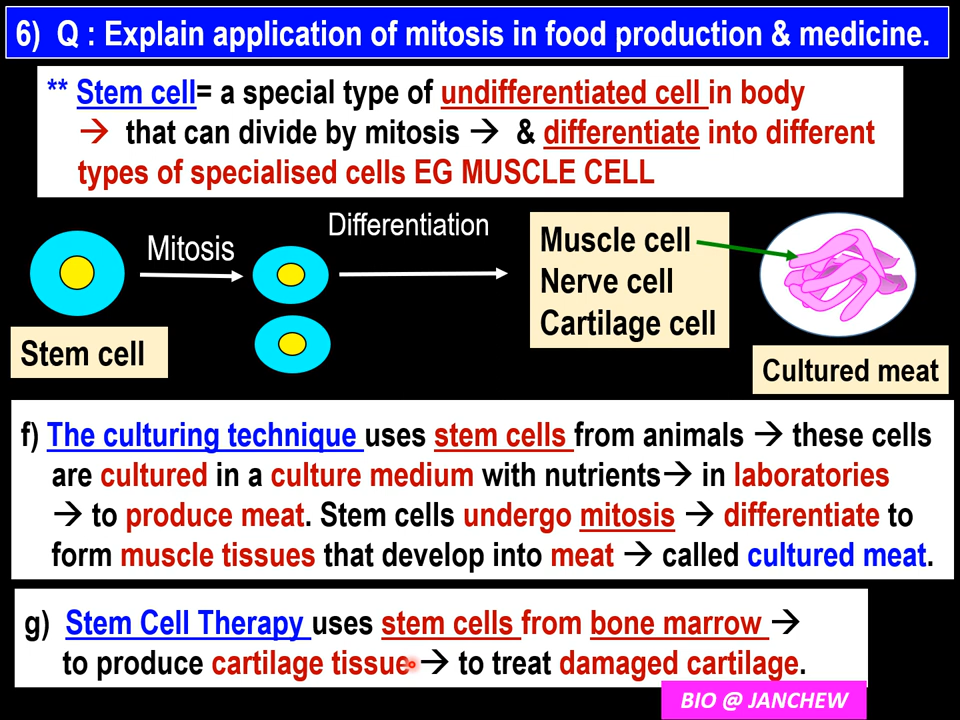 6) Q : Explain application of mitosis in food production & medicine.
** Stem cell= a special type of undifferentiated cell in body
→ that can divide by mitosis → & differentiate into different
types of specialised cells EG MUSCLE CELL
Mitosis
Differentiation
Muscle cell
Nerve cell
Cartilage cell
Stem cell
Cultured meat
f) The culturing technique uses stem cells from animals → these cells
are cultured in a culture medium with nutrients→ in laboratories
→ to produce meat. Stem cells undergo mitosis → differentiate to
form muscle tissues that develop into meat → called cultured meat.
g) Stem Cell Therapy uses stem cells from bone marrow →
to produce cartilage tissue → to treat damaged cartilage.
BIO @ JANCHEW